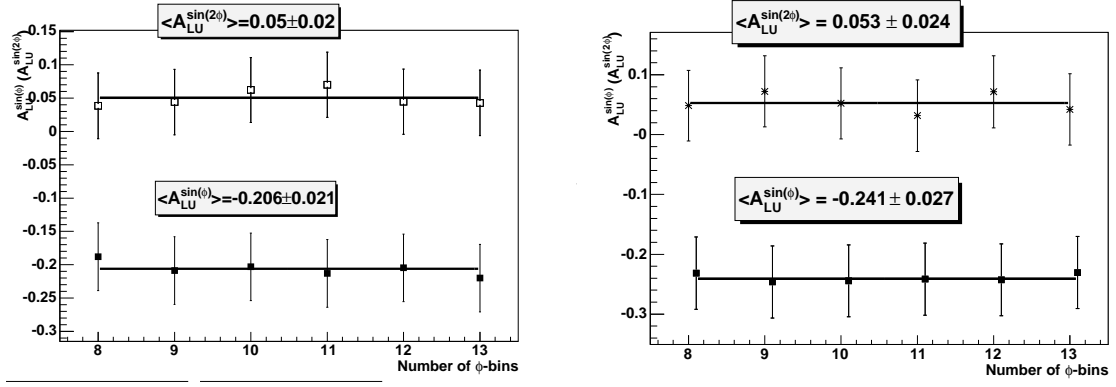 <A_LU^sin(2ϕ)>=0.05±0.02
A_LU^sin(ϕ) (A_LU^sin(2ϕ))
0.15
0.1
0.05
0
-0.05
-0.1
-0.15
-0.2
-0.25
-0.3
<A_LU^sin(ϕ)>=-0.206±0.021
8 9 10 11 12 13
Number of ϕ-bins
<A_LU^sin(2ϕ)> = 0.053 ± 0.024
A_LU^sin(ϕ) (A_LU^sin(2ϕ))
0.1
-0
-0.1
-0.2
-0.3
<A_LU^sin(ϕ)> = -0.241 ± 0.027
8 9 10 11 12 13
Number of ϕ-bins